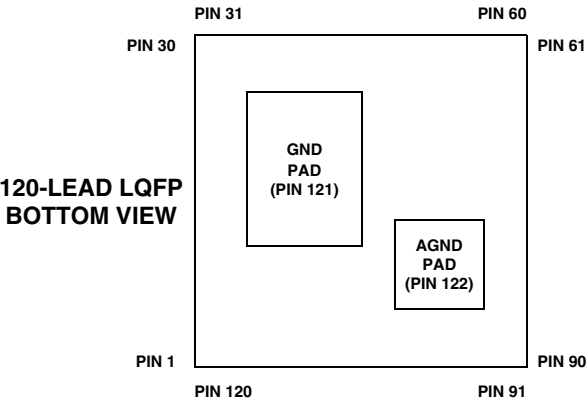 PIN 31
PIN 60
PIN 30
PIN 61
GND
PAD
(PIN 121)
120-LEAD LQFP
BOTTOM VIEW
AGND
PAD
(PIN 122)
PIN 1
PIN 90
PIN 120
PIN 91